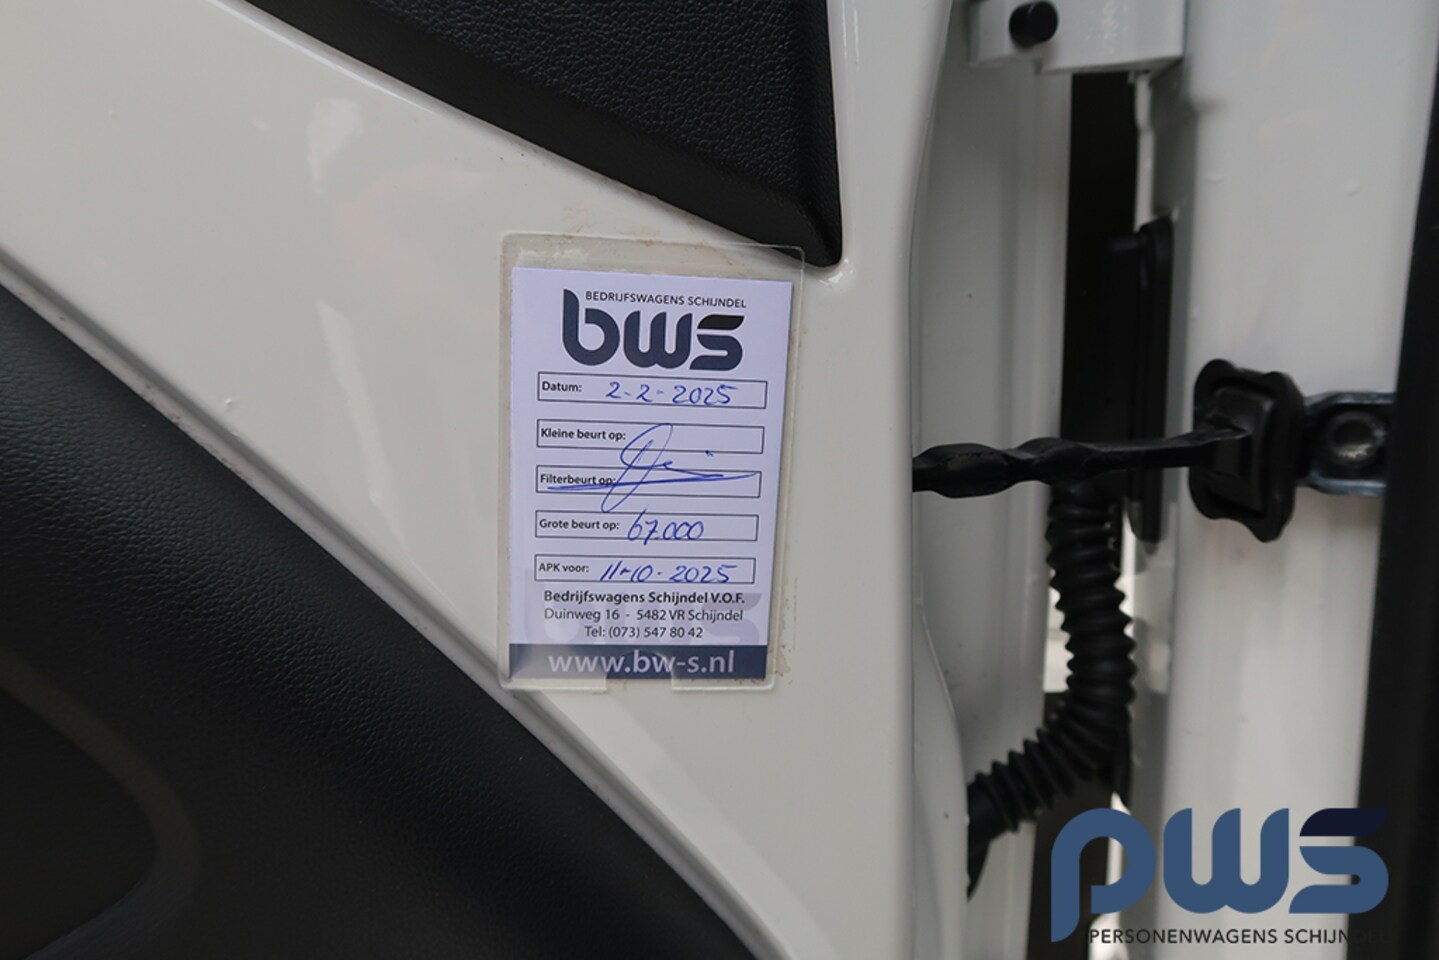 BEDRIJFSWAGENS SCHIJNDEL
bws
Datum: 2-2-2025
Kleine beurt op:
Filterbeurt op:
Grote beurt op: 67.000
APK voor: 11-10-2025
Bedrijfswagens Schijndel V.O.F.
Duinweg 16 - 5482 VR Schijndel
Tel: (073) 547 80 42
www.bw-s.nl
pws
PERSONENWAGENS SCHIJNDEL